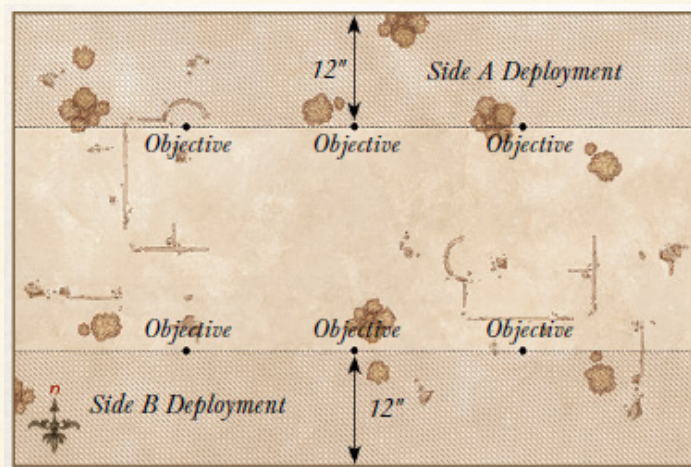 12" Side A Deployment
Objective Objective Objective
Objective Objective Objective
n
Side B Deployment 12"